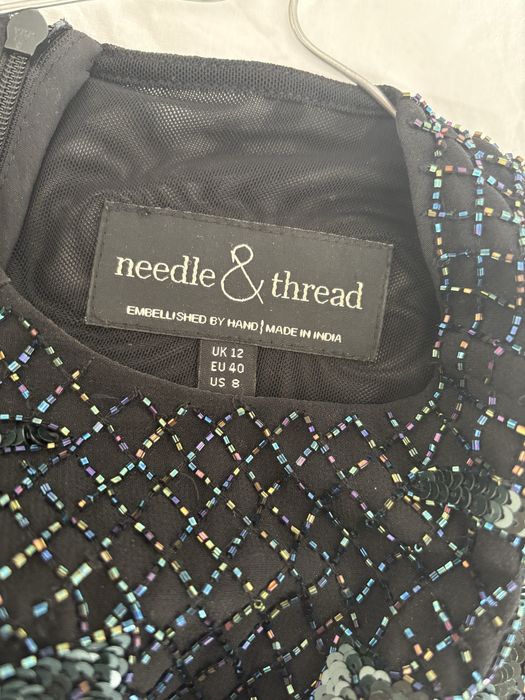 needle & thread
EMBELLISHED BY HAND | MADE IN INDIA
UK 12
EU 40
US 8